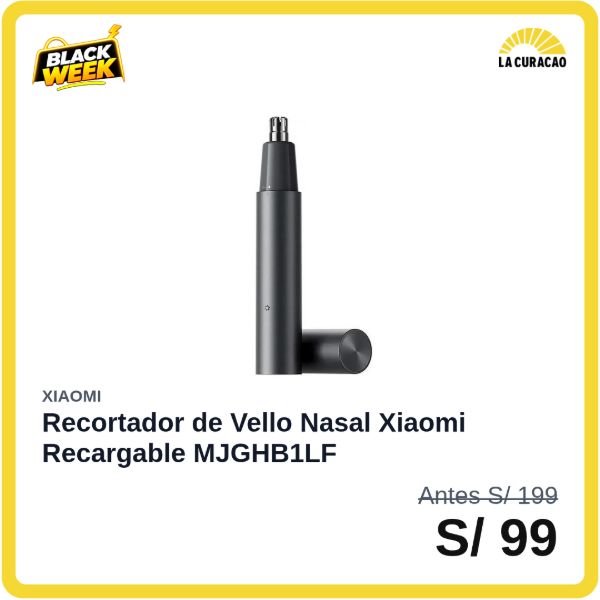 BLACK
WEEK
LA CURACAO
XIAOMI
Recortador de Vello Nasal Xiaomi
Recargable MJGHB1LF
Antes S/ 199
S/ 99